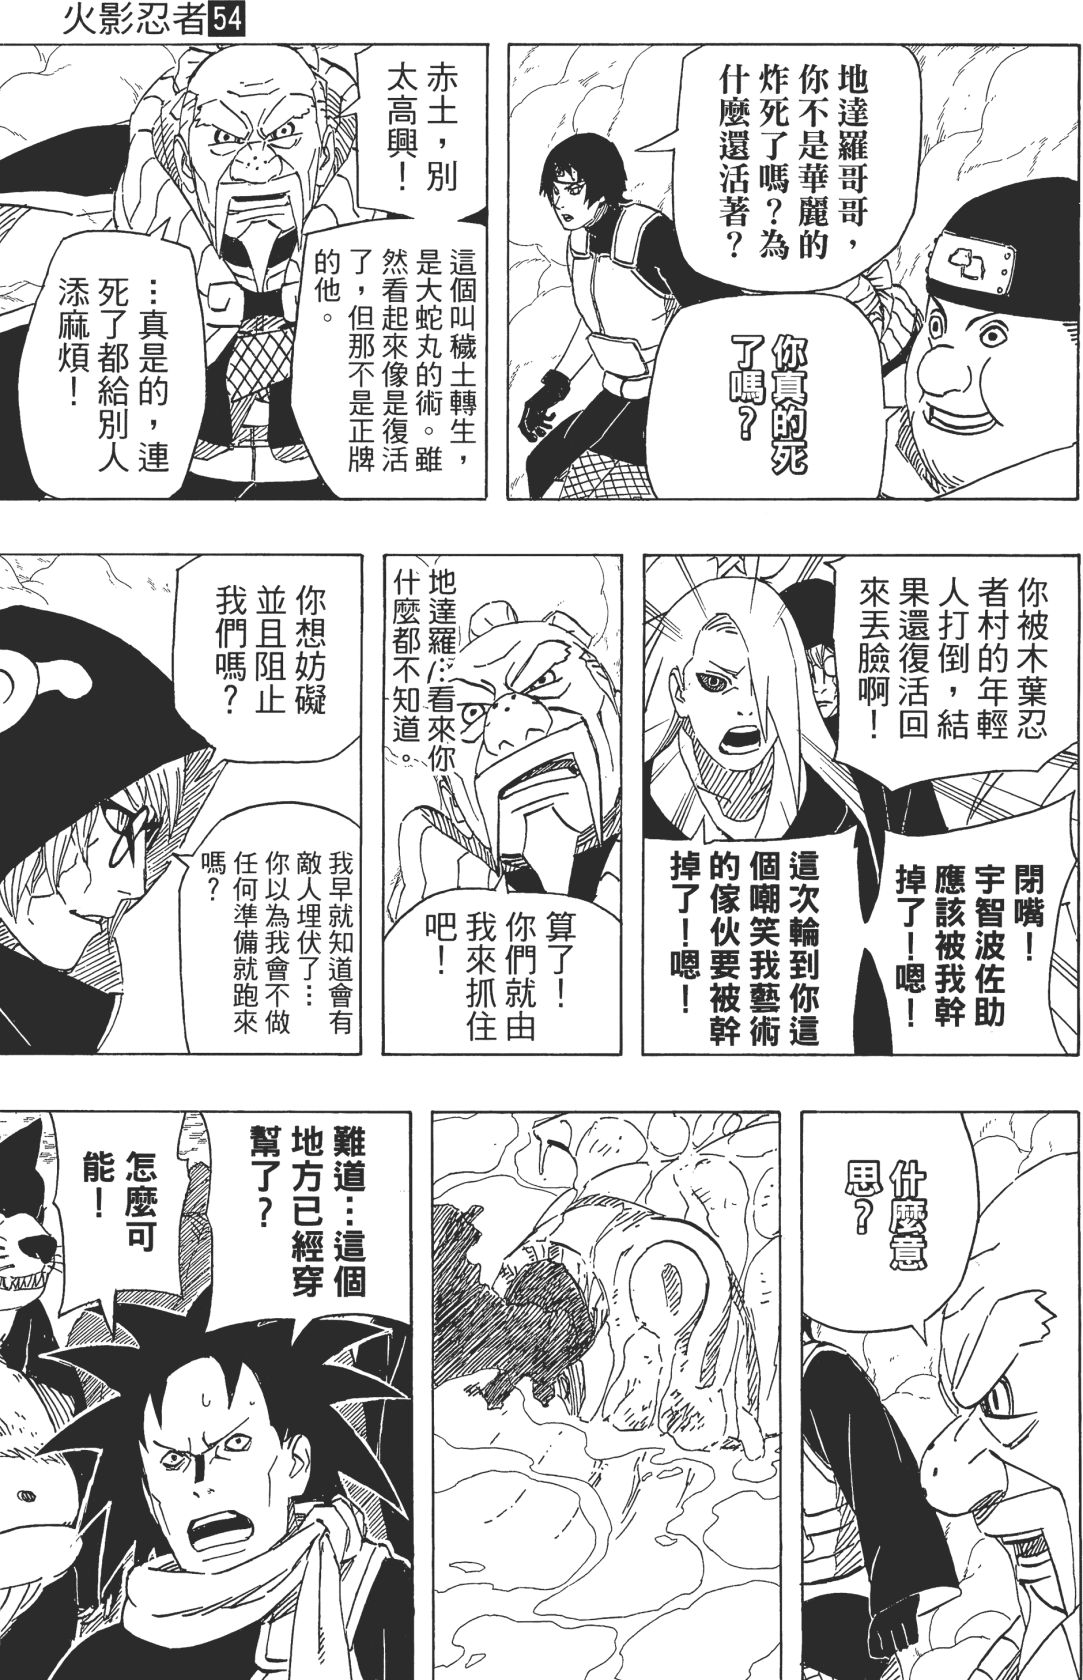 火影忍者54
地達羅哥哥，
你不是華麗的
炸死了嗎？為
什麼還活著？
你真的死
了嗎？
赤土，別
太高興！
這個叫穢土轉生，
是大蛇丸的術。雖
然看起來像是復活
了，但那不是正牌
的他。
…真是的，連
死了都給別人
添麻煩！
你被木葉忍
者村的年輕
人打倒，結
果還復活回
來丟臉啊！
閉嘴！
宇智波佐助
應該被我幹
掉了！嗯！
這次輪到你這
個嘲笑我藝術
的傢伙要被幹
掉了！嗯！
地達羅…看來你
什麼都不知道。
算了！
你們就由
我來抓住
吧！
你想妨礙
並且阻止
我們嗎？
我早就知道會有
敵人埋伏了…
你以為我會不做
任何準備就跑來
嗎？
什麼意
思？
難道…這個
地方已經穿
幫了？
怎麼可
能！